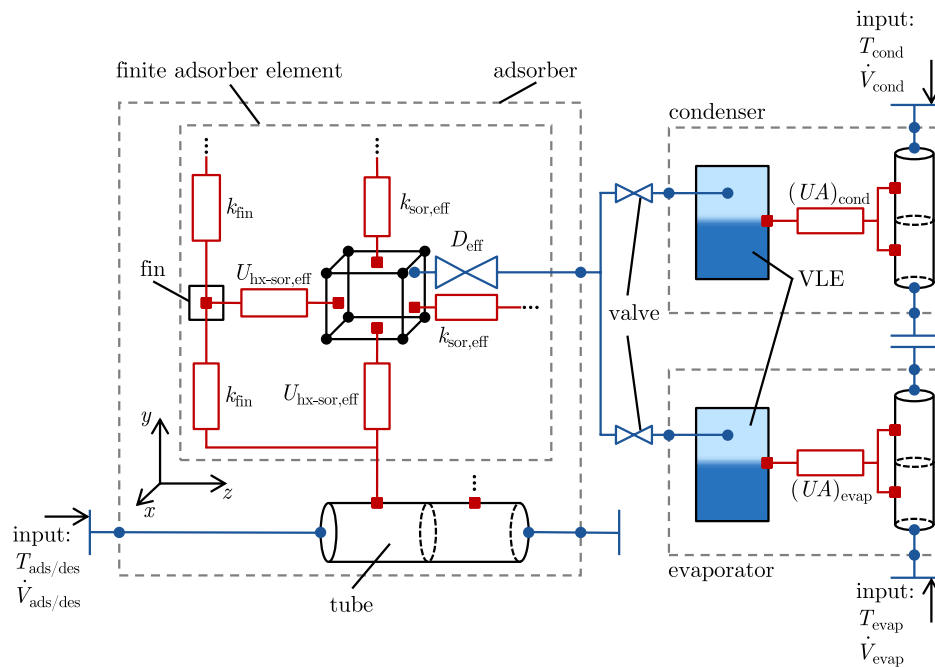 input:
T_cond
V̇_cond
finite adsorber element
adsorber
condenser
k_fin
k_sor,eff
(UA)_cond
D_eff
fin
U_hx-sor,eff
VLE
valve
k_sor,eff
k_fin
U_hx-sor,eff
y
z
x
(UA)_evap
input:
T_ads/des
V̇_ads/des
evaporator
tube
input:
T_evap
V̇_evap